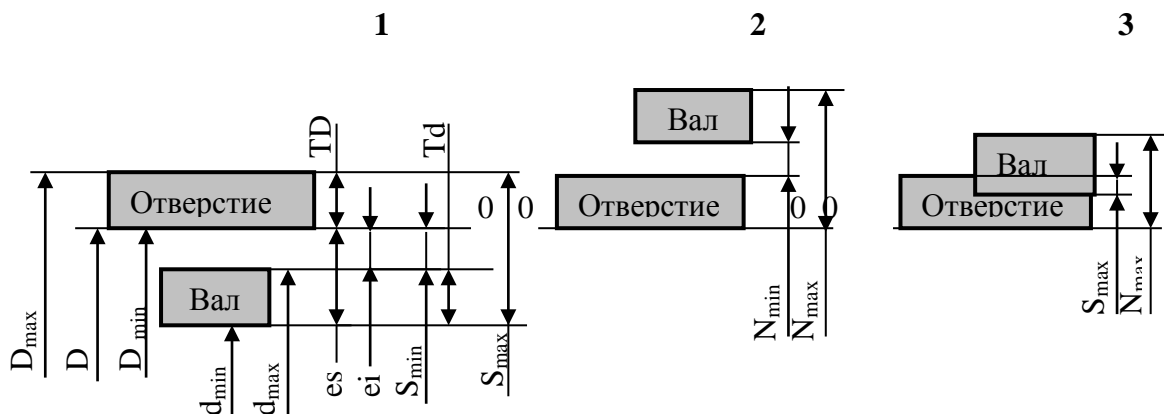 1
2
3
TD
Td
Вал
Вал
Отверстие
0 0
Отверстие
0 0
Отверстие
Вал
Dmax
D
Dmin
dmin
dmax
es
ei
Smin
Smax
Nmin
Nmax
Smax
Nmax